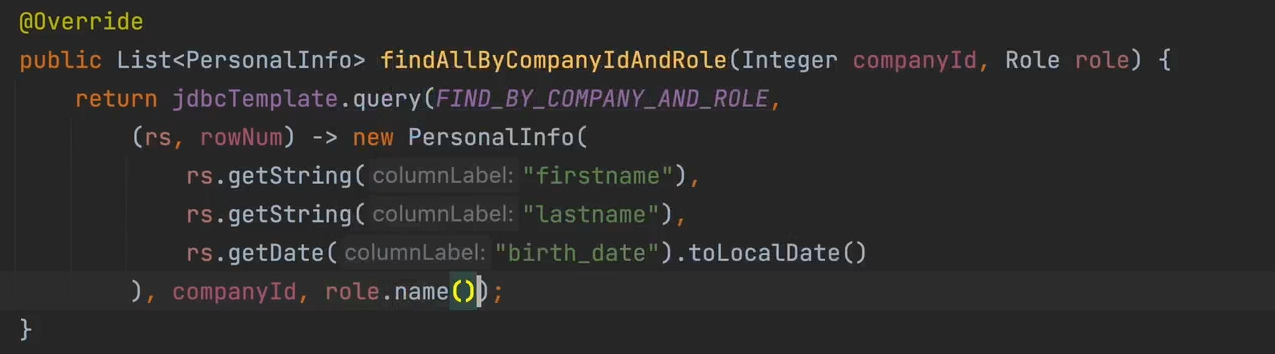 @Override
public List<PersonalInfo> findAllByCompanyIdAndRole(Integer companyId, Role role) {
    return jdbcTemplate.query(FIND_BY_COMPANY_AND_ROLE,
        (rs, rowNum) -> new PersonalInfo(
            rs.getString( columnLabel: "firstname"),
            rs.getString( columnLabel: "lastname"),
            rs.getDate( columnLabel: "birth_date").toLocalDate()
        ), companyId, role.name());
}